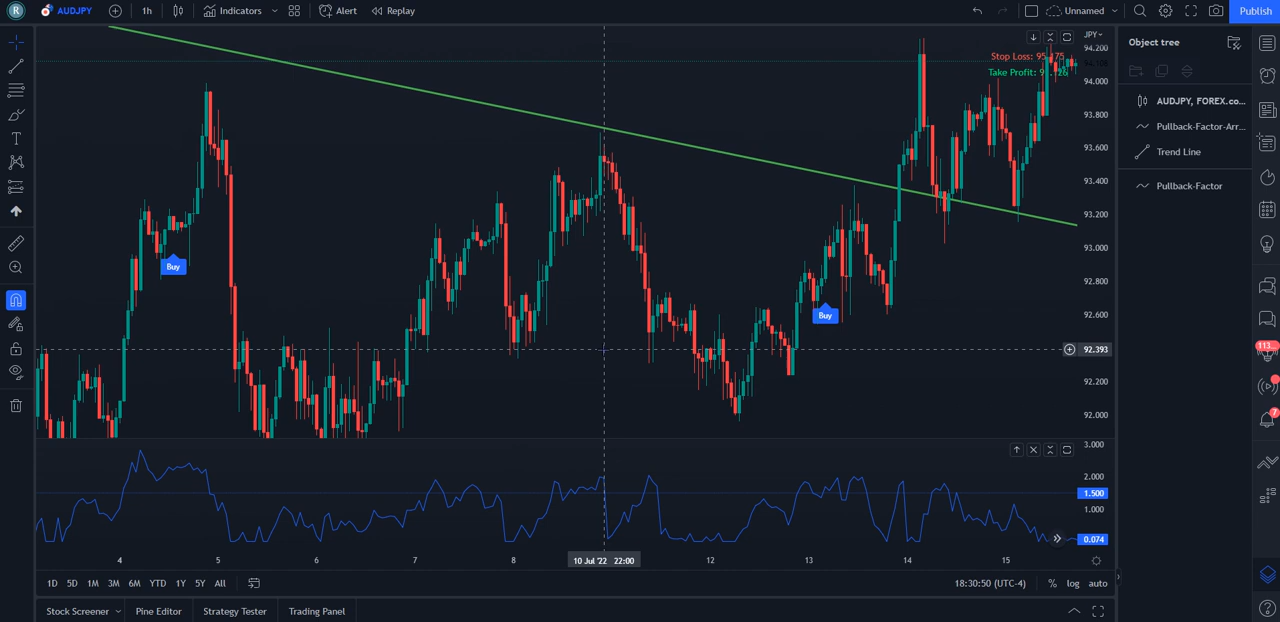 R AUDJPY 1h Indicators Alert Replay Unnamed Publish
JPY
94.200
94.000
93.800
93.600
93.400
93.200
93.000
92.800
92.600
92.393
92.200
92.000
Stop Loss: 95.175
Take Profit:
Buy
Buy
3.000
2.000
1.500
1.000
0.074
4 5 6 7 8 10 Jul '22 22:00 12 13 14 15
1D 5D 1M 3M 6M YTD 1Y 5Y All
18:30:50 (UTC-4) % log auto
Stock Screener Pine Editor Strategy Tester Trading Panel
Object tree
AUDJPY, FOREX.co...
Pullback-Factor-Arr...
Trend Line
Pullback-Factor
113...
7